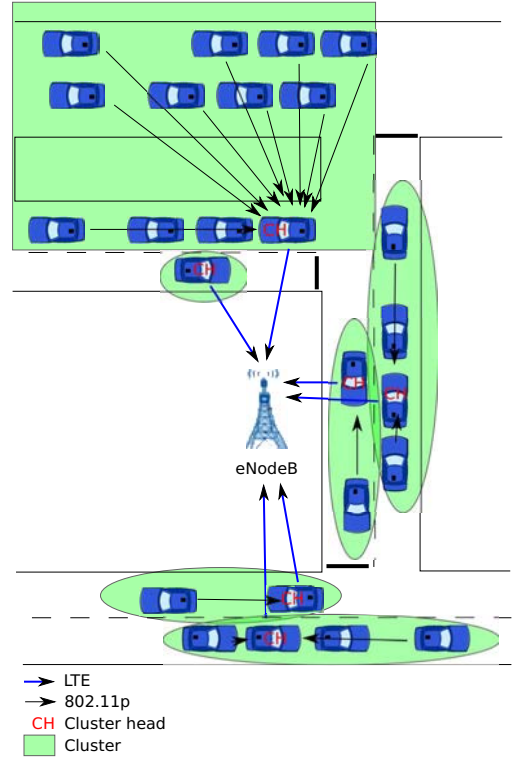 CH
CH
CH
CH
eNodeB
CH
CH
LTE
802.11p
CH Cluster head
Cluster